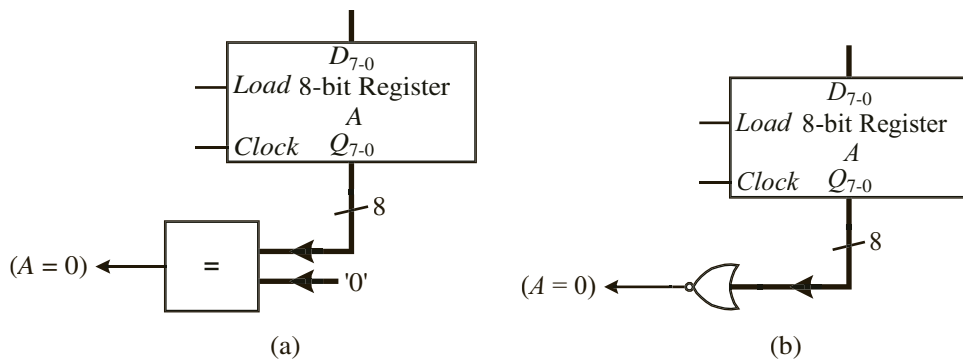 D7-0
Load 8-bit Register
A
Clock Q7-0
8
(A = 0)
=
'0'
(a)
D7-0
Load 8-bit Register
A
Clock Q7-0
8
(A = 0)
(b)